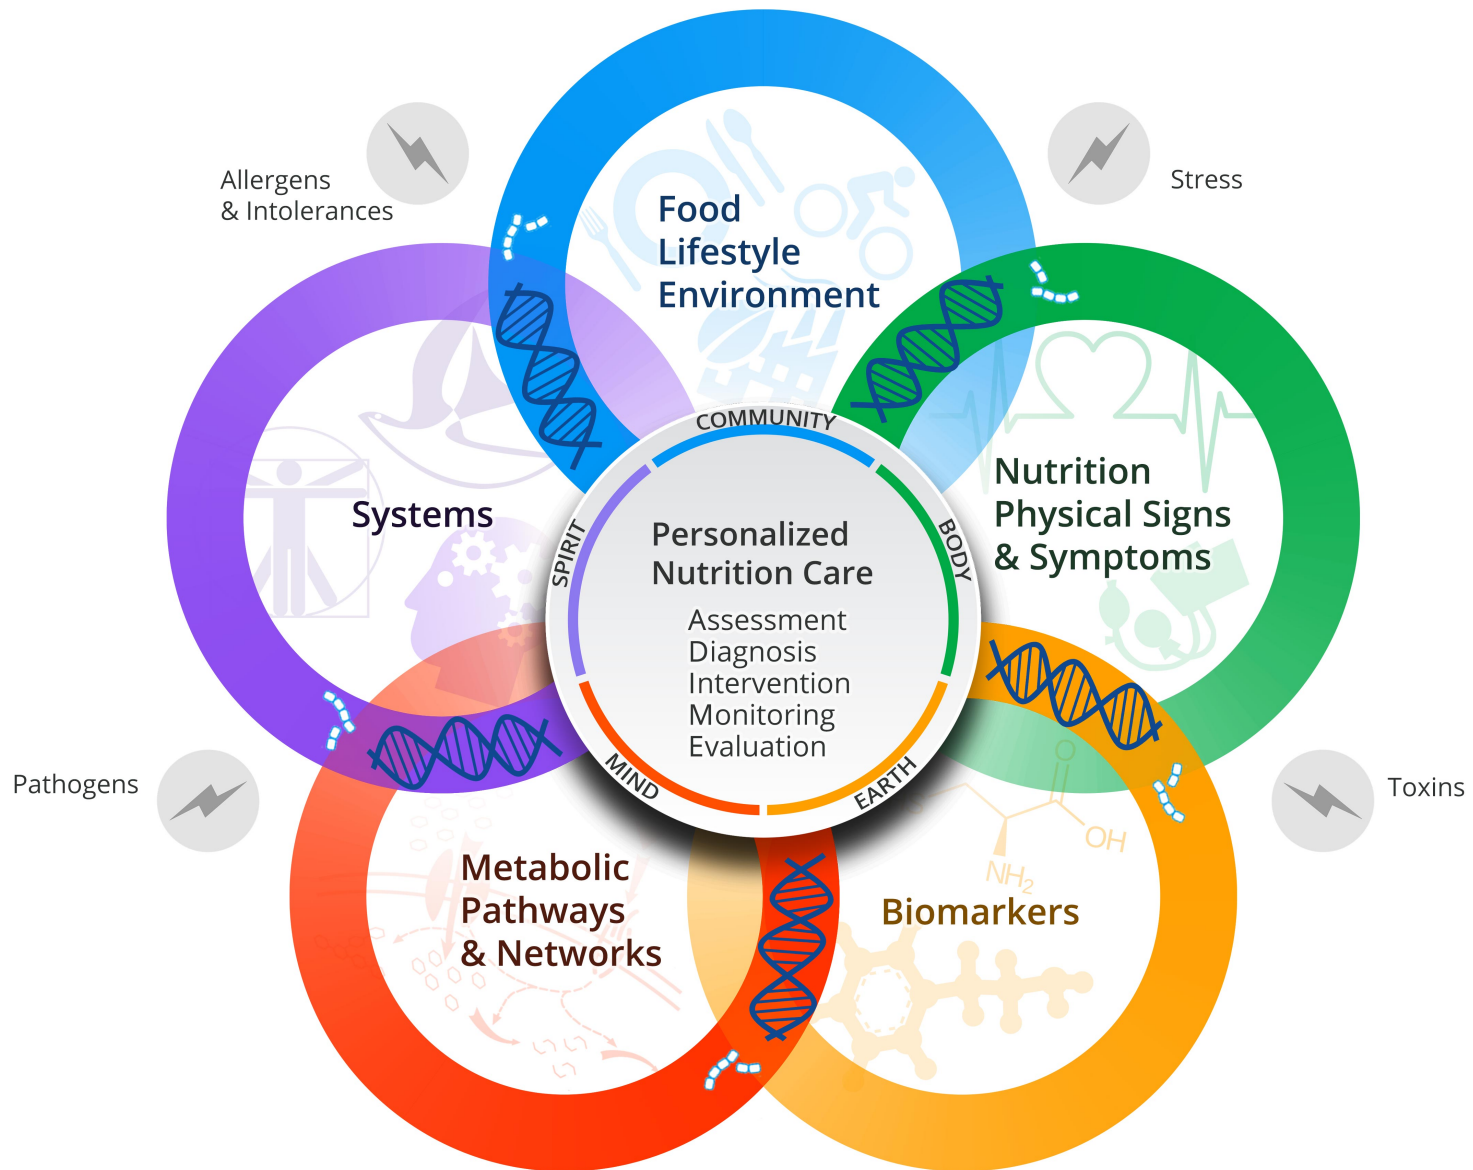 Allergens
& Intolerances
Stress
Food
Lifestyle
Environment
COMMUNITY
Systems
SPIRIT
Personalized
Nutrition Care
Assessment
Diagnosis
Intervention
Monitoring
Evaluation
BODY
Nutrition
Physical Signs
& Symptoms
MIND
EARTH
Pathogens
Toxins
Metabolic
Pathways
& Networks
O
OH
NH₂
Biomarkers